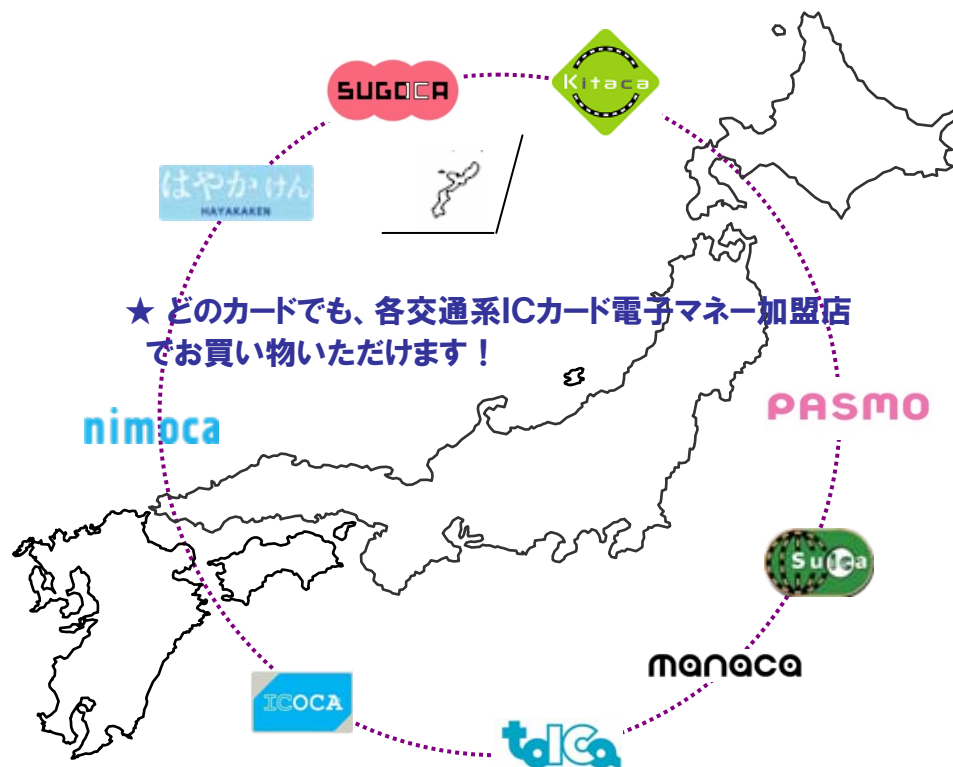 SUGOCA
Kitaca
はやかけん
HAYAKAKEN
★ どのカードでも、各交通系ICカード電子マネー加盟店
でお買い物いただけます！
PASMO
nimoca
Suica
manaca
ICOCA
toICa